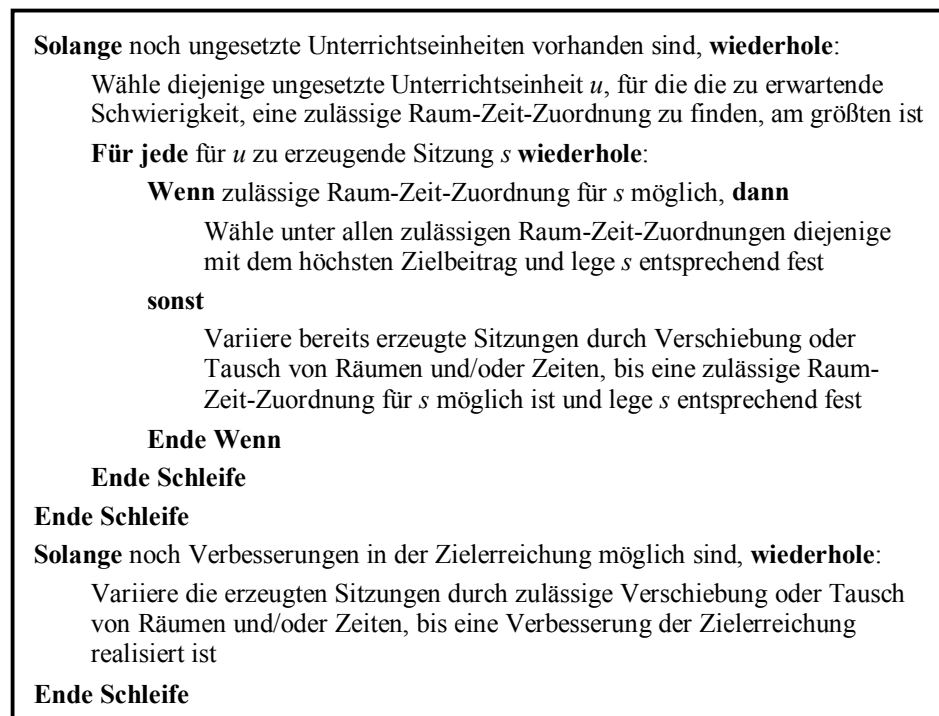 Solange noch ungesetzte Unterrichtseinheiten vorhanden sind, wiederhole:
Wähle diejenige ungesetzte Unterrichtseinheit u, für die die zu erwartende
Schwierigkeit, eine zulässige Raum-Zeit-Zuordnung zu finden, am größten ist
Für jede für u zu erzeugende Sitzung s wiederhole:
Wenn zulässige Raum-Zeit-Zuordnung für s möglich, dann
Wähle unter allen zulässigen Raum-Zeit-Zuordnungen diejenige
mit dem höchsten Zielbeitrag und lege s entsprechend fest
sonst
Variiere bereits erzeugte Sitzungen durch Verschiebung oder
Tausch von Räumen und/oder Zeiten, bis eine zulässige Raum-
Zeit-Zuordnung für s möglich ist und lege s entsprechend fest
Ende Wenn
Ende Schleife
Ende Schleife
Solange noch Verbesserungen in der Zielerreichung möglich sind, wiederhole:
Variiere die erzeugten Sitzungen durch zulässige Verschiebung oder Tausch
von Räumen und/oder Zeiten, bis eine Verbesserung der Zielerreichung
realisiert ist
Ende Schleife